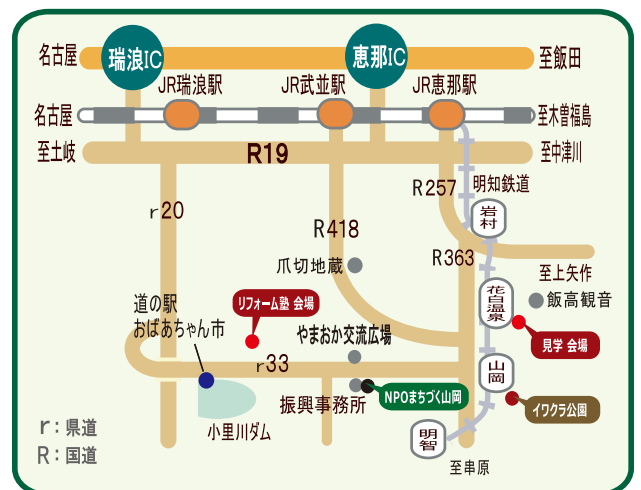 名古屋
瑞浪IC
恵那IC
至飯田
JR瑞浪駅
JR武並駅
JR恵那駅
名古屋
至木曽福島
至土岐
R19
至中津川
R257
明知鉄道
r20
岩村
R418
R363
爪切地蔵
至上矢作
花白温泉
飯高観音
道の駅
おばあちゃん市
リフォーム塾 会場
やまおか交流広場
見学 会場
r33
山岡
振興事務所
NPOまちづく山岡
イワクラ公園
小里川ダム
明智
r：県道
R：国道
至串原